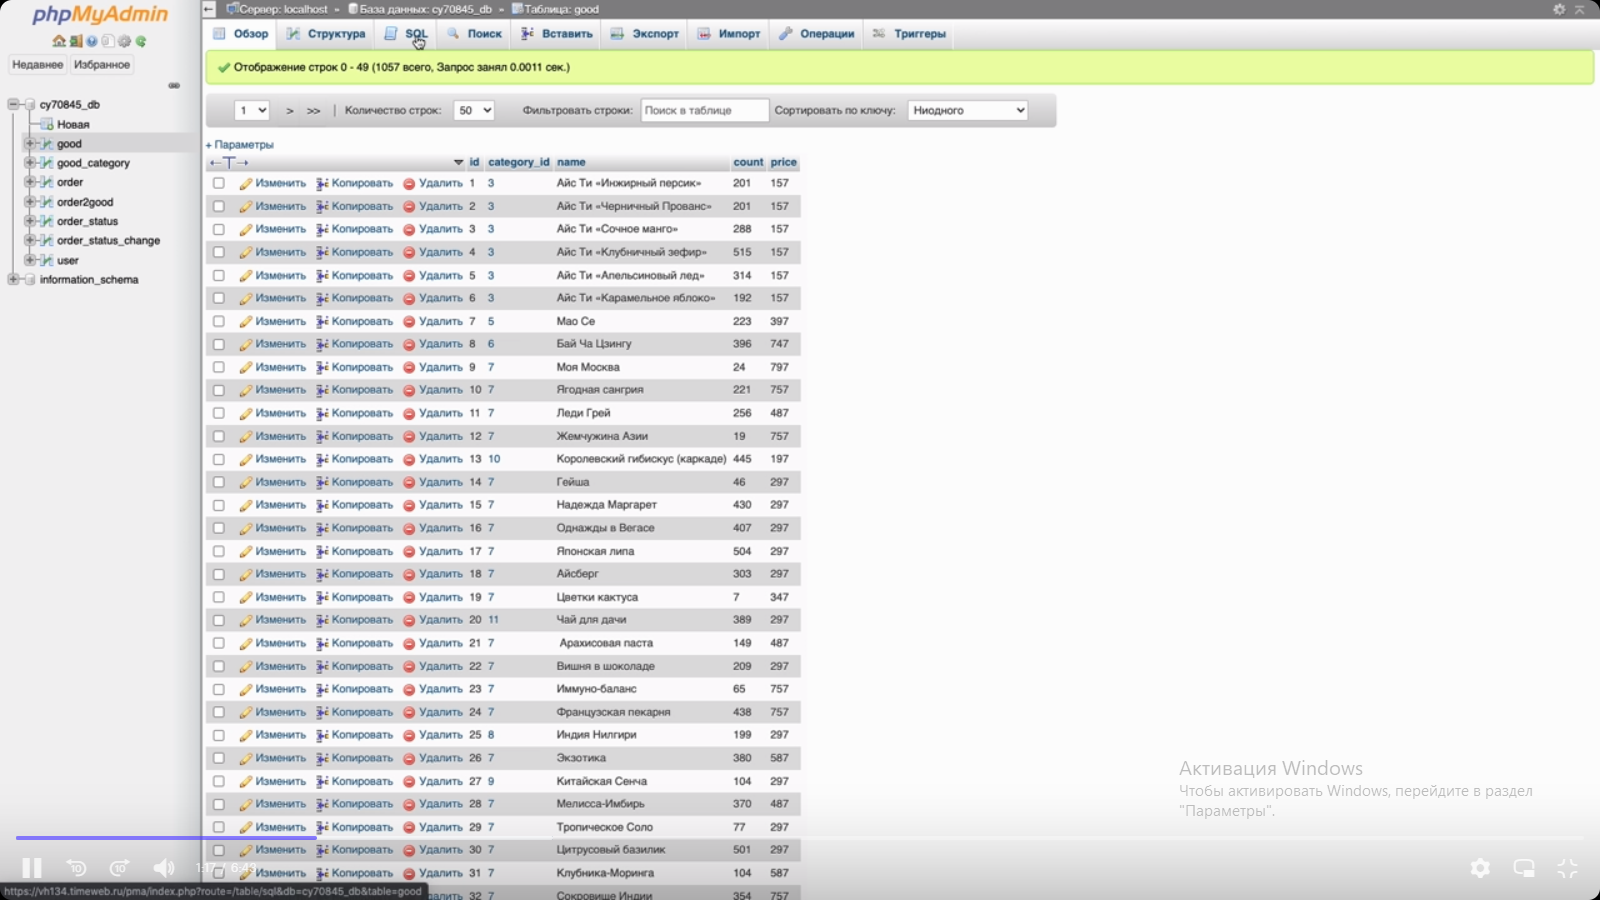 phpMyAdmin
Недавнее Избранное
cy70845_db
Новая
good
good_category
order
order2good
order_status
order_status_change
user
information_schema
Сервер: localhost » База данных: cy70845_db » Таблица: good
Обзор Структура SQL Поиск Вставить Экспорт Импорт Операции Триггеры
Отображение строк 0 - 49 (1057 всего, Запрос занял 0.0011 сек.)
1 > >> | Количество строк: 50 Фильтровать строки: Поиск в таблице Сортировать по ключу: Ниодного
+ Параметры
←T→ id category_id name count price
Изменить Копировать Удалить 1 3 Айс Ти «Инжирный персик» 201 157
Изменить Копировать Удалить 2 3 Айс Ти «Черничный Прованс» 201 157
Изменить Копировать Удалить 3 3 Айс Ти «Сочное манго» 288 157
Изменить Копировать Удалить 4 3 Айс Ти «Клубничный зефир» 515 157
Изменить Копировать Удалить 5 3 Айс Ти «Апельсиновый лед» 314 157
Изменить Копировать Удалить 6 3 Айс Ти «Карамельное яблоко» 192 157
Изменить Копировать Удалить 7 5 Мао Се 223 397
Изменить Копировать Удалить 8 6 Бай Ча Цзингу 396 747
Изменить Копировать Удалить 9 7 Моя Москва 24 797
Изменить Копировать Удалить 10 7 Ягодная сангрия 221 757
Изменить Копировать Удалить 11 7 Леди Грей 256 487
Изменить Копировать Удалить 12 7 Жемчужина Азии 19 757
Изменить Копировать Удалить 13 10 Королевский гибискус (каркаде) 445 197
Изменить Копировать Удалить 14 7 Гейша 46 297
Изменить Копировать Удалить 15 7 Надежда Маргарет 430 297
Изменить Копировать Удалить 16 7 Однажды в Вегасе 407 297
Изменить Копировать Удалить 17 7 Японская липа 504 297
Изменить Копировать Удалить 18 7 Айсберг 303 297
Изменить Копировать Удалить 19 7 Цветки кактуса 7 347
Изменить Копировать Удалить 20 11 Чай для дачи 389 297
Изменить Копировать Удалить 21 7 Арахисовая паста 149 487
Изменить Копировать Удалить 22 7 Вишня в шоколаде 209 297
Изменить Копировать Удалить 23 7 Иммуно-баланс 65 757
Изменить Копировать Удалить 24 7 Французская пекарня 438 757
Изменить Копировать Удалить 25 8 Индия Нилгири 199 297
Изменить Копировать Удалить 26 7 Экзотика 380 587
Изменить Копировать Удалить 27 9 Китайская Сенча 104 297
Изменить Копировать Удалить 28 7 Мелисса-Имбирь 370 487
Изменить Копировать Удалить 29 7 Тропическое Соло 77 297
Изменить Копировать Удалить 30 7 Цитрусовый базилик 501 297
Изменить Копировать Удалить 31 7 Клубника-Моринга 104 587
32 7 Сокровище Индии 354 757
Активация Windows
Чтобы активировать Windows, перейдите в раздел
"Параметры".
10 10 1:17 / 6:43
https://vh134.timeweb.ru/pma/index.php?route=/table/sql&db=cy70845_db&table=good